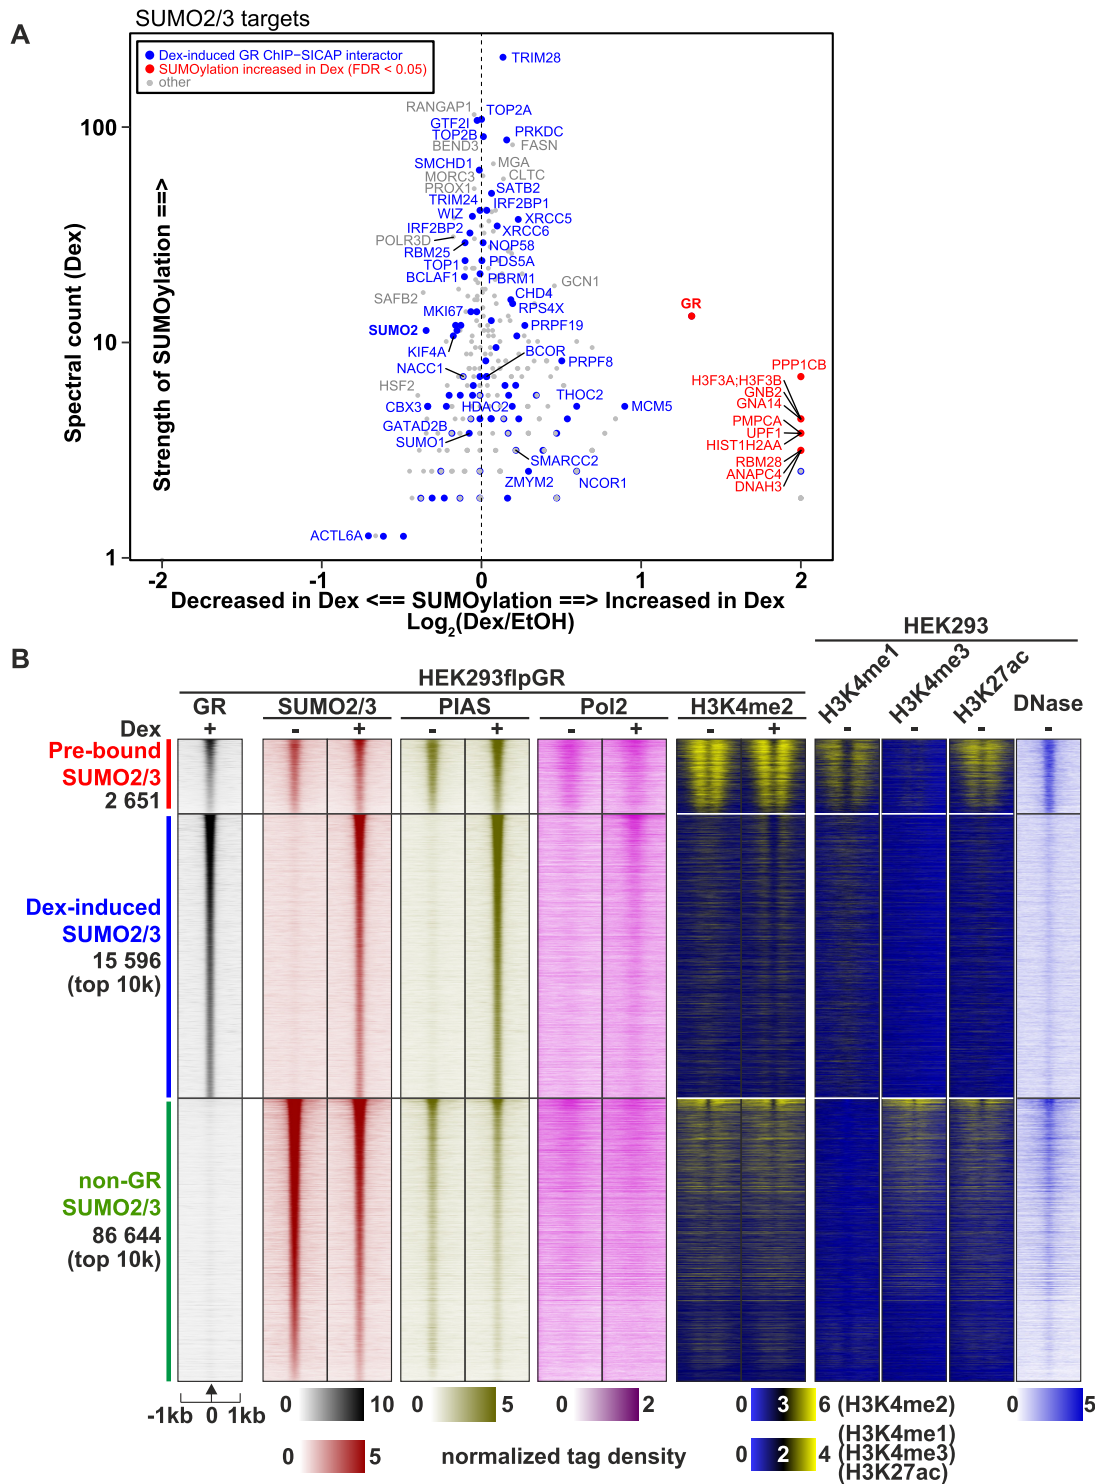 A
SUMO2/3 targets
Dex-induced GR ChIP−SICAP interactor
SUMOylation increased in Dex (FDR < 0.05)
other
TRIM28
RANGAP1
TOP2A
GTF2I
TOP2B
PRKDC
BEND3
FASN
SMCHD1
MGA
MORC3
CLTC
PROX1
SATB2
TRIM24
IRF2BP1
WIZ
XRCC5
IRF2BP2
XRCC6
POLR3D
NOP58
RBM25
TOP1
PDS5A
BCLAF1
PBRM1
GCN1
SAFB2
CHD4
MKI67
RPS4X
GR
SUMO2
PRPF19
KIF4A
BCOR
PRPF8
NACC1
PPP1CB
HSF2
H3F3A;H3F3B
GNB2
GNA14
CBX3
HDAC2
THOC2
MCM5
PMPCA
GATAD2B
UPF1
SUMO1
HIST1H2AA
SMARCC2
RBM28
ANAPC4
ZMYM2
NCOR1
DNAH3
ACTL6A
100
10
1
Spectral count (Dex)
Strength of SUMOylation ==>
-2
-1
0
1
2
Decreased in Dex <== SUMOylation ==> Increased in Dex
Log2(Dex/EtOH)
B
HEK293flpGR
HEK293
GR
SUMO2/3
PIAS
Pol2
H3K4me2
H3K4me1
H3K4me3
H3K27ac
DNase
Dex
+
-
+
-
+
-
+
-
+
-
-
-
-
Pre-bound
SUMO2/3
2 651
Dex-induced
SUMO2/3
15 596
(top 10k)
non-GR
SUMO2/3
86 644
(top 10k)
-1kb
0
1kb
0
10
0
5
0
2
0
3
6
(H3K4me2)
0
5
0
5
normalized tag density
0
2
4
(H3K4me1)
(H3K4me3)
(H3K27ac)